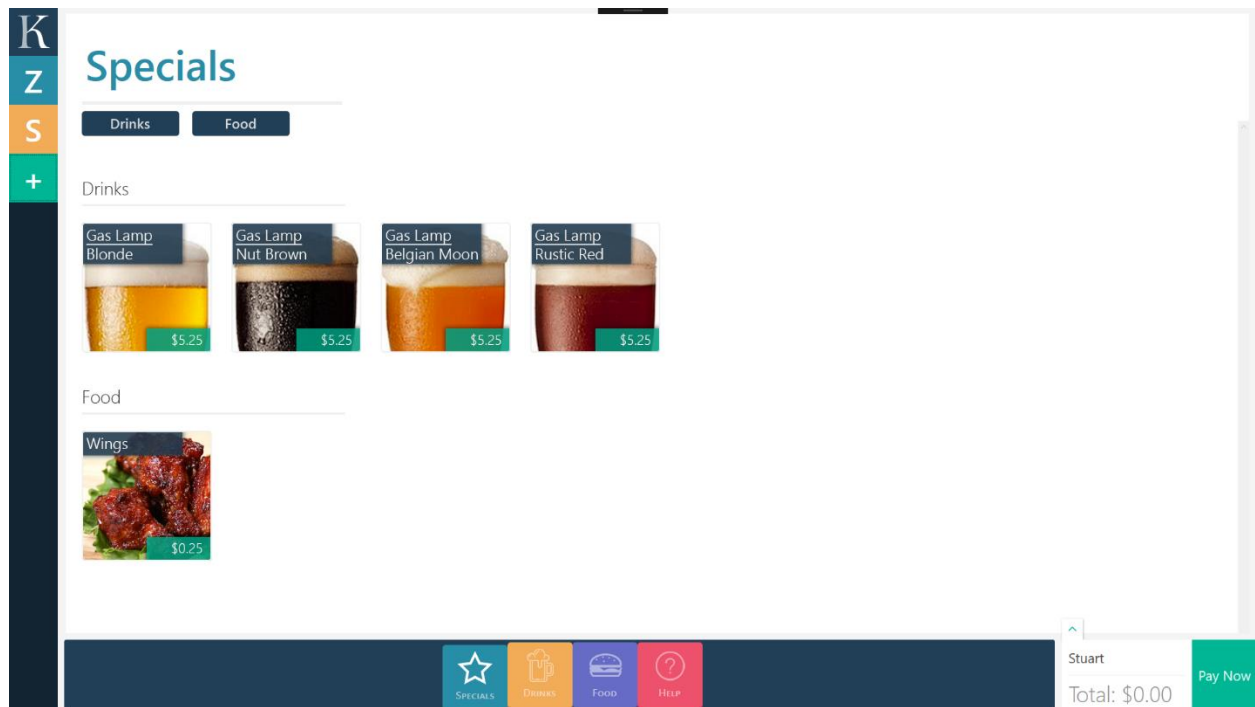 K
Z
S
+
Specials
Drinks
Food
Drinks
Gas Lamp
Blonde
$5.25
Gas Lamp
Nut Brown
$5.25
Gas Lamp
Belgian Moon
$5.25
Gas Lamp
Rustic Red
$5.25
Food
Wings
$0.25
Specials
Drinks
Food
?
Help
Stuart
Total: $0.00
Pay Now